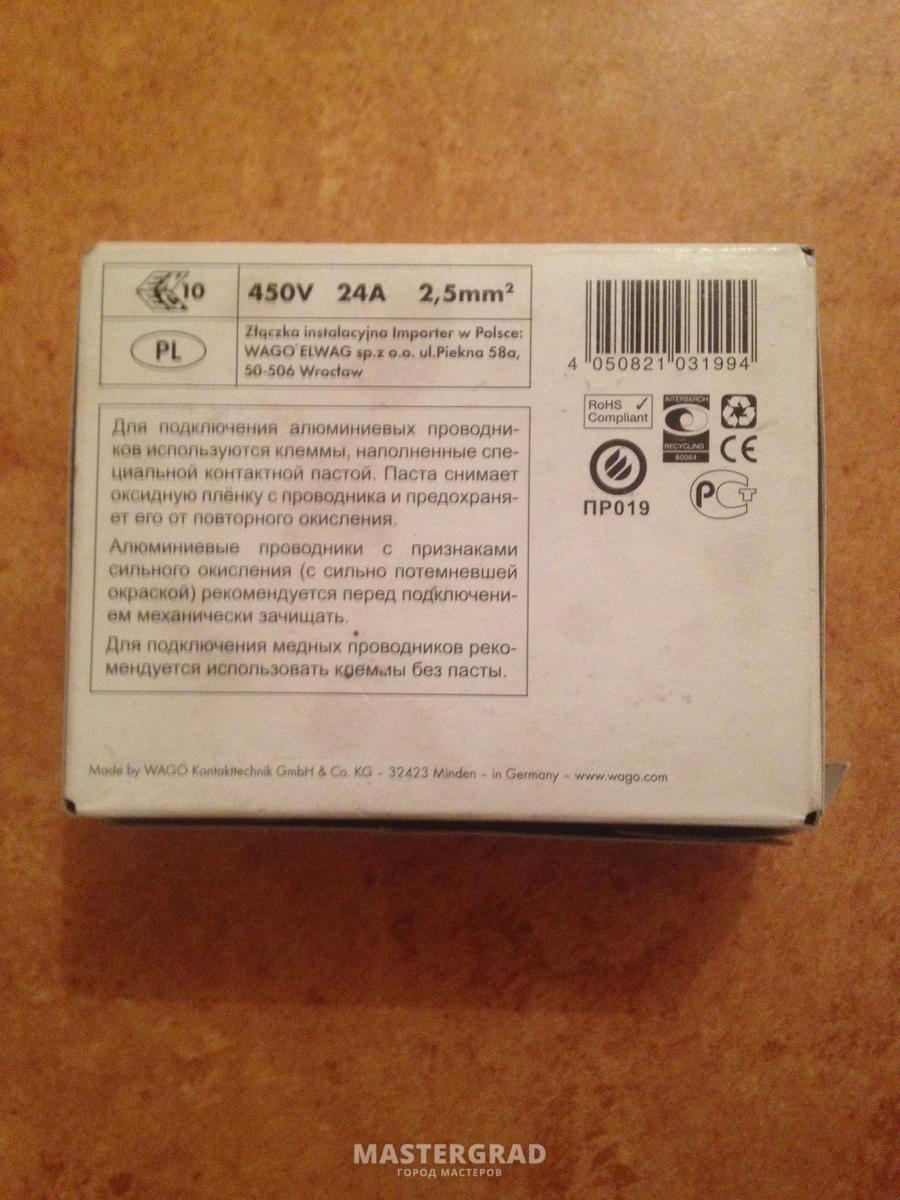 10
450V 24A 2,5mm²
PL
Złączka instalacyjna Importer w Polsce:
WAGO ELWAG sp.z o.o. ul.Piekna 58a,
50-506 Wrocław
4 050821 031994
RoHS ✓
Compliant
INTERSEROH
RECYCLING
80064
CE
ПР019
РСТ
Для подключения алюминиевых проводни-
ков используются клеммы, наполненные спе-
циальной контактной пастой. Паста снимает
оксидную плёнку с проводника и предохраня-
ет его от повторного окисления.
Алюминиевые проводники с признаками
сильного окисления (с сильно потемневшей
окраской) рекомендуется перед подключени-
ем механически зачищать.
Для подключения медных проводников реко-
мендуется использовать клеммы без пасты.
Made by WAGO Kontakttechnik GmbH & Co. KG – 32423 Minden – in Germany – www.wago.com
MASTERGRAD
ГОРОД МАСТЕРОВ